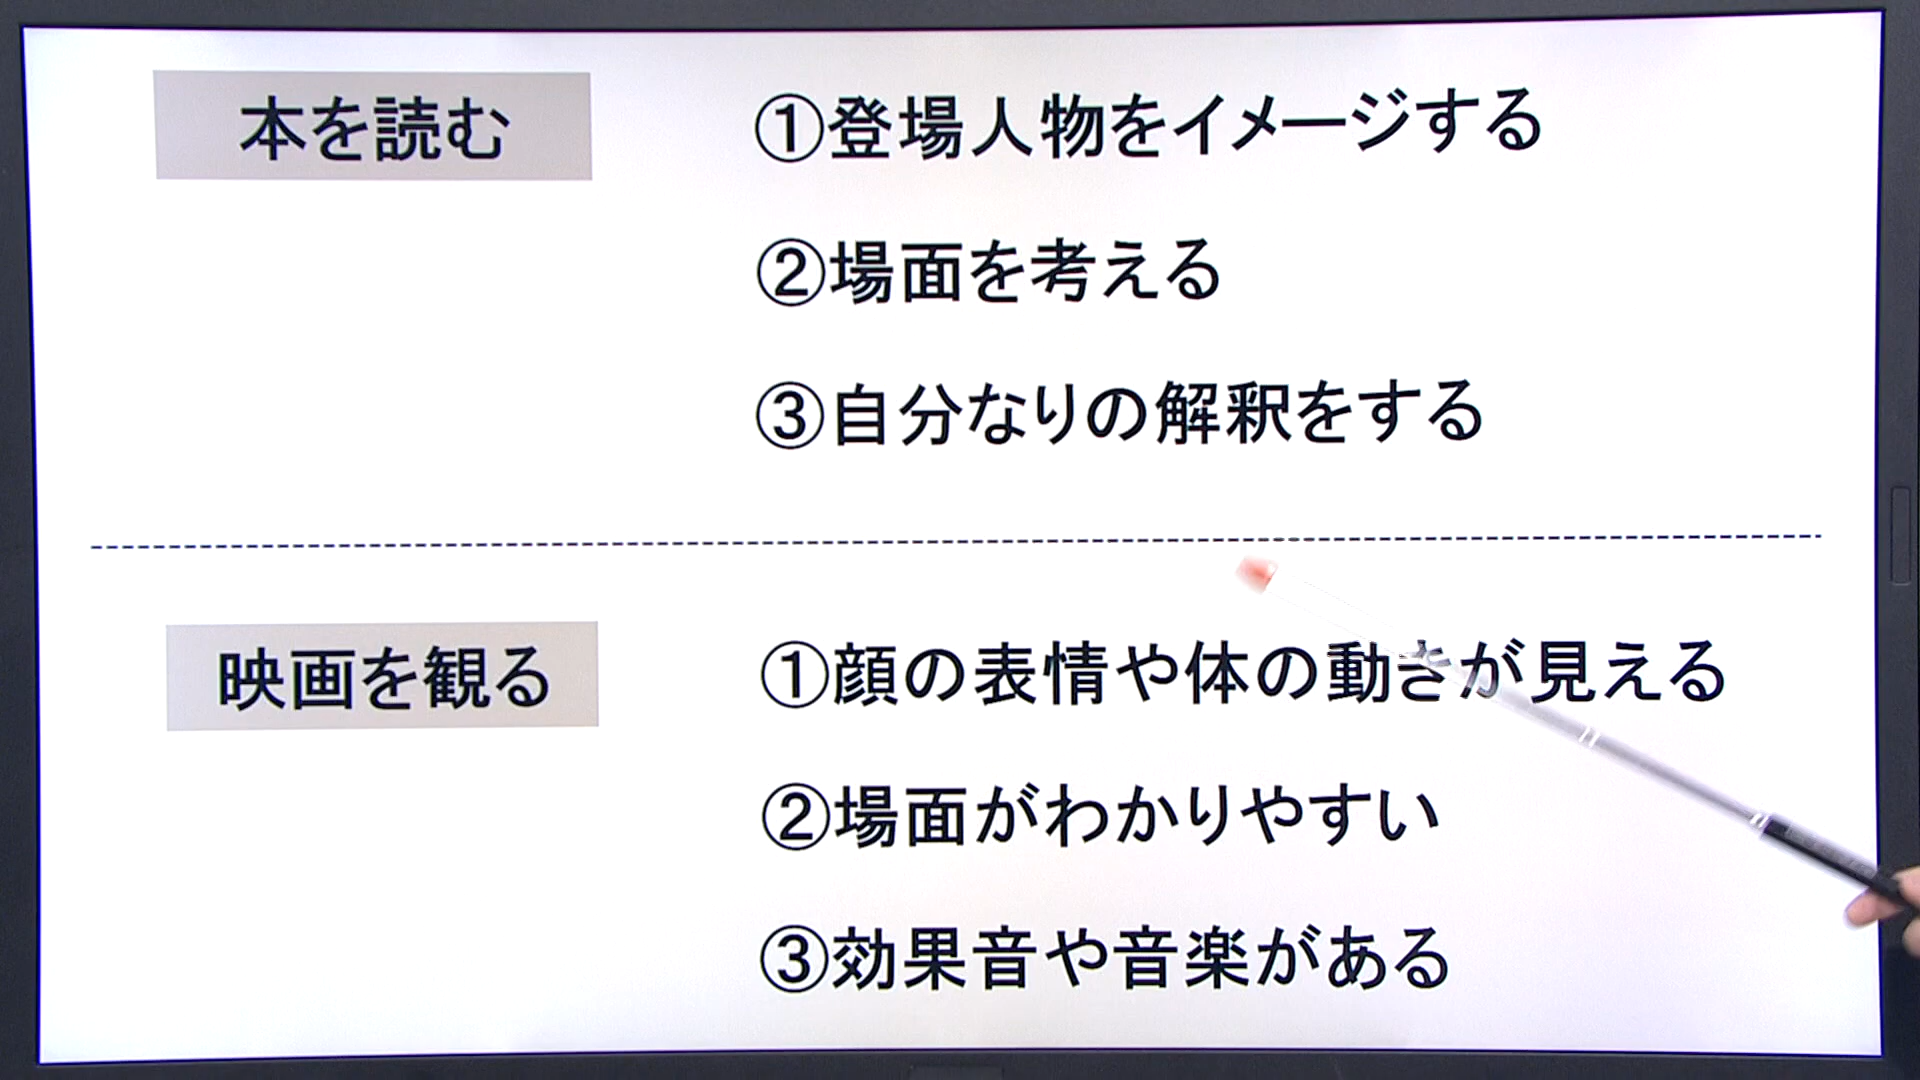 本を読む
①登場人物をイメージする
②場面を考える
③自分なりの解釈をする
映画を観る
①顔の表情や体の動きが見える
②場面がわかりやすい
③効果音や音楽がある